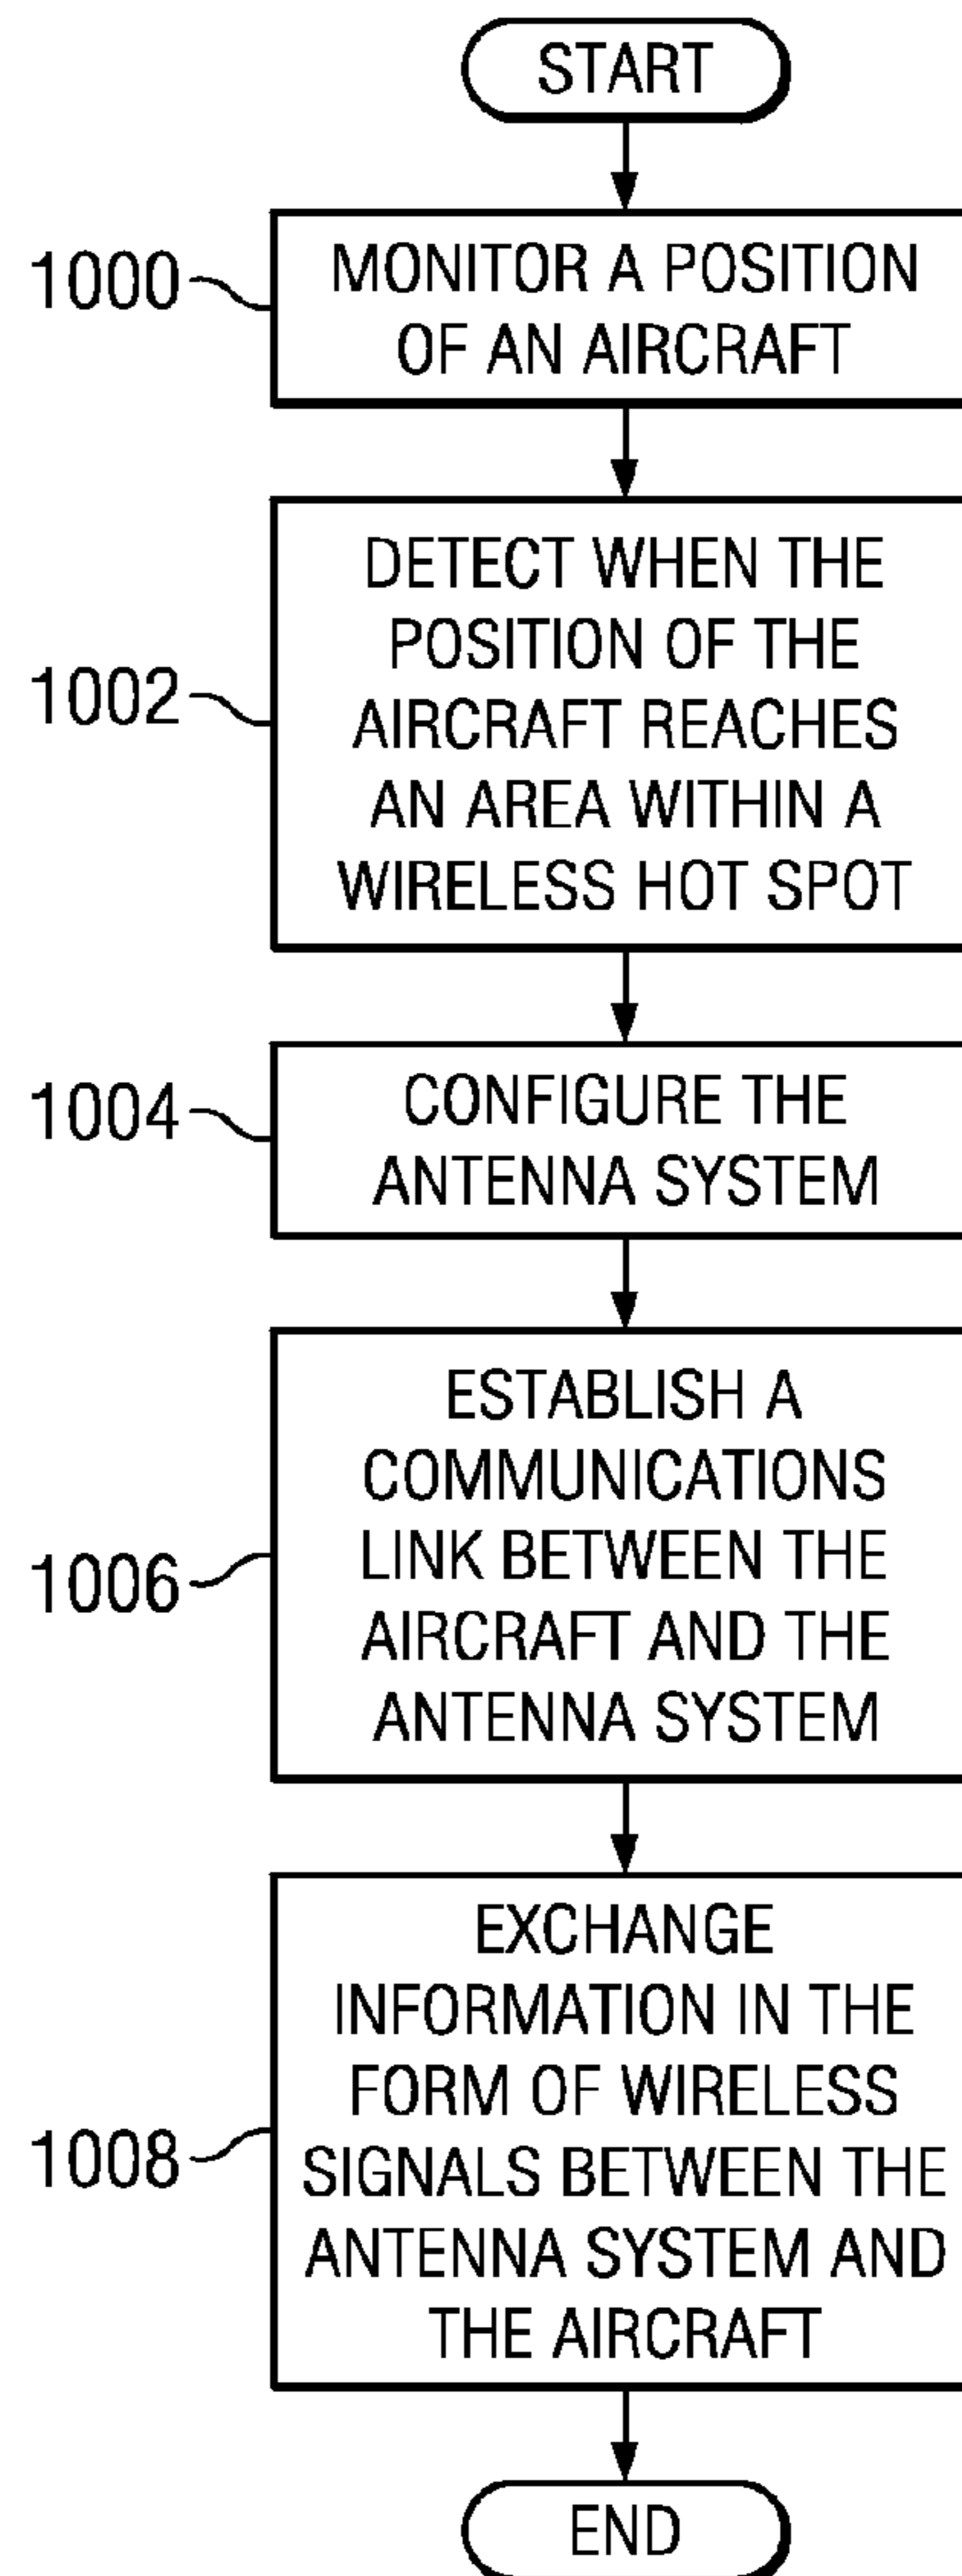 START
1000
MONITOR A POSITION
OF AN AIRCRAFT
1002
DETECT WHEN THE
POSITION OF THE
AIRCRAFT REACHES
AN AREA WITHIN A
WIRELESS HOT SPOT
1004
CONFIGURE THE
ANTENNA SYSTEM
1006
ESTABLISH A
COMMUNICATIONS
LINK BETWEEN THE
AIRCRAFT AND THE
ANTENNA SYSTEM
1008
EXCHANGE
INFORMATION IN THE
FORM OF WIRELESS
SIGNALS BETWEEN THE
ANTENNA SYSTEM AND
THE AIRCRAFT
END